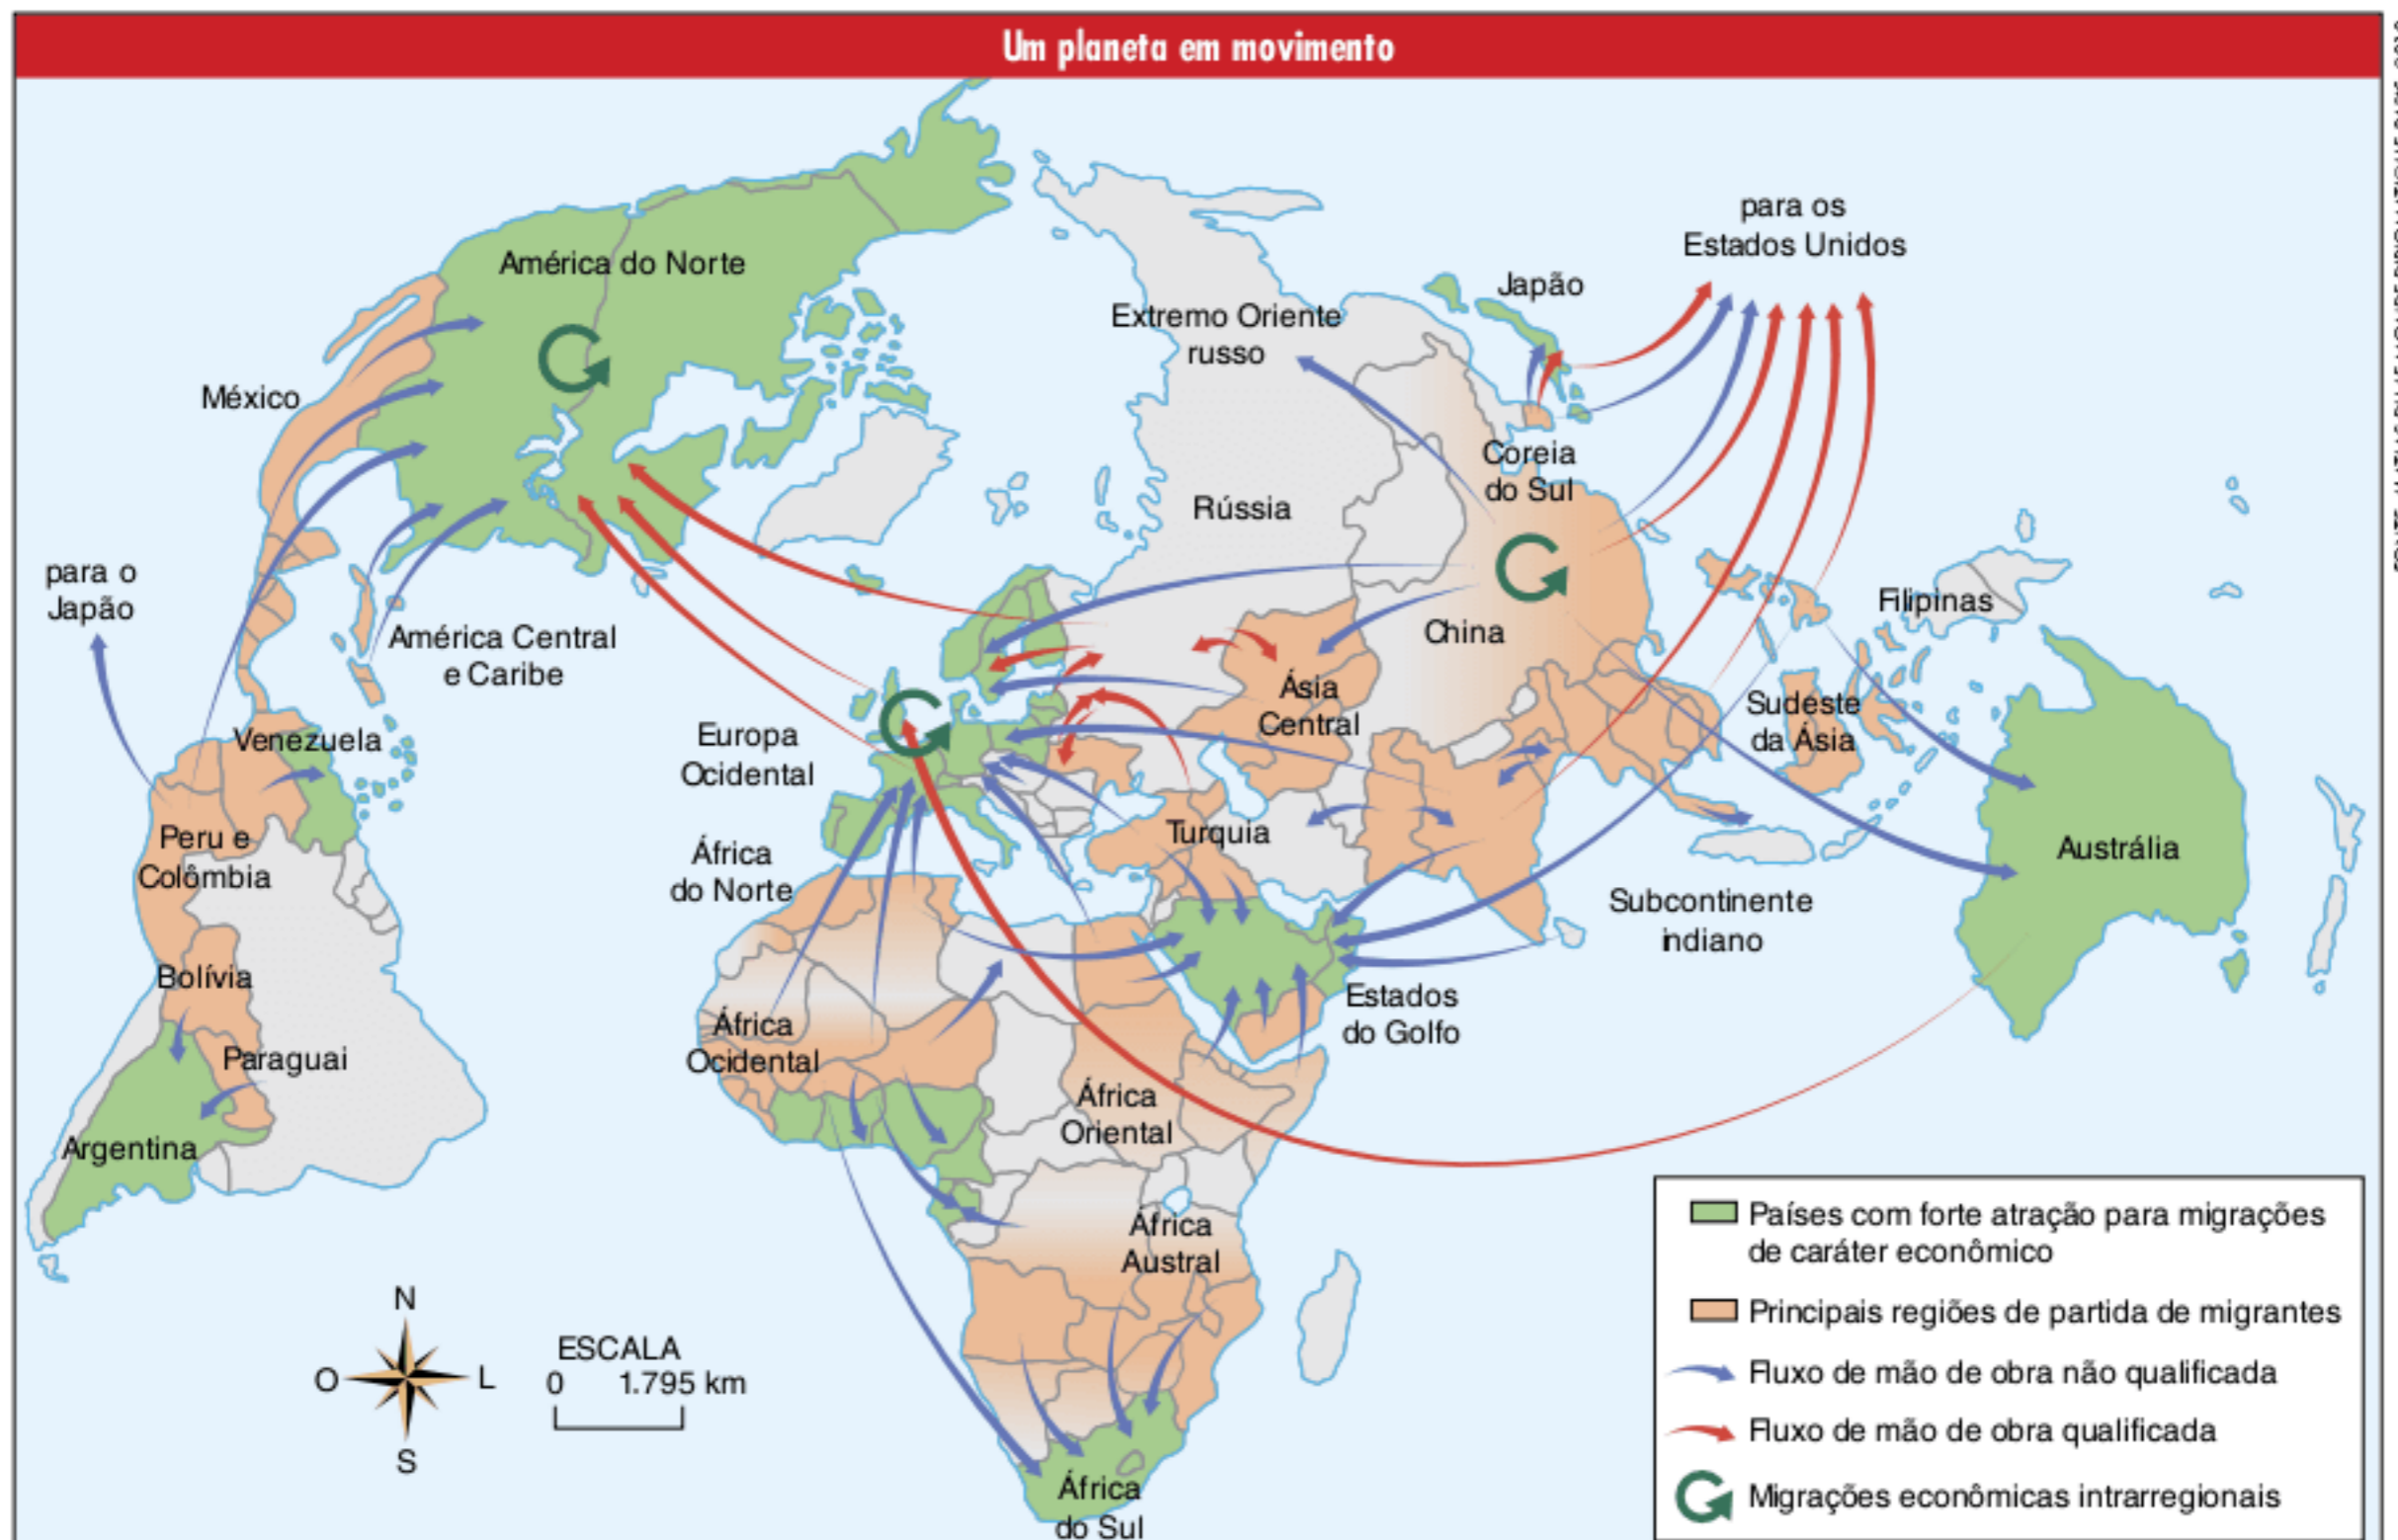 Um planeta em movimento
América do Norte
México
para o
Japão
América Central
e Caribe
Venezuela
Peru e
Colômbia
Bolívia
Paraguai
Argentina
Europa
Ocidental
África
do Norte
África
Ocidental
África
Oriental
África
Austral
África
do Sul
Extremo Oriente
russo
Rússia
Japão
para os
Estados Unidos
Coreia
do Sul
China
Ásia
Central
Turquia
Filipinas
Sudeste
da Ásia
Subcontinente
indiano
Estados
do Golfo
Austrália
N
O
L
S
ESCALA
0 1.795 km
Países com forte atração para migrações
de caráter econômico
Principais regiões de partida de migrantes
Fluxo de mão de obra não qualificada
Fluxo de mão de obra qualificada
Migrações econômicas intrarregionais